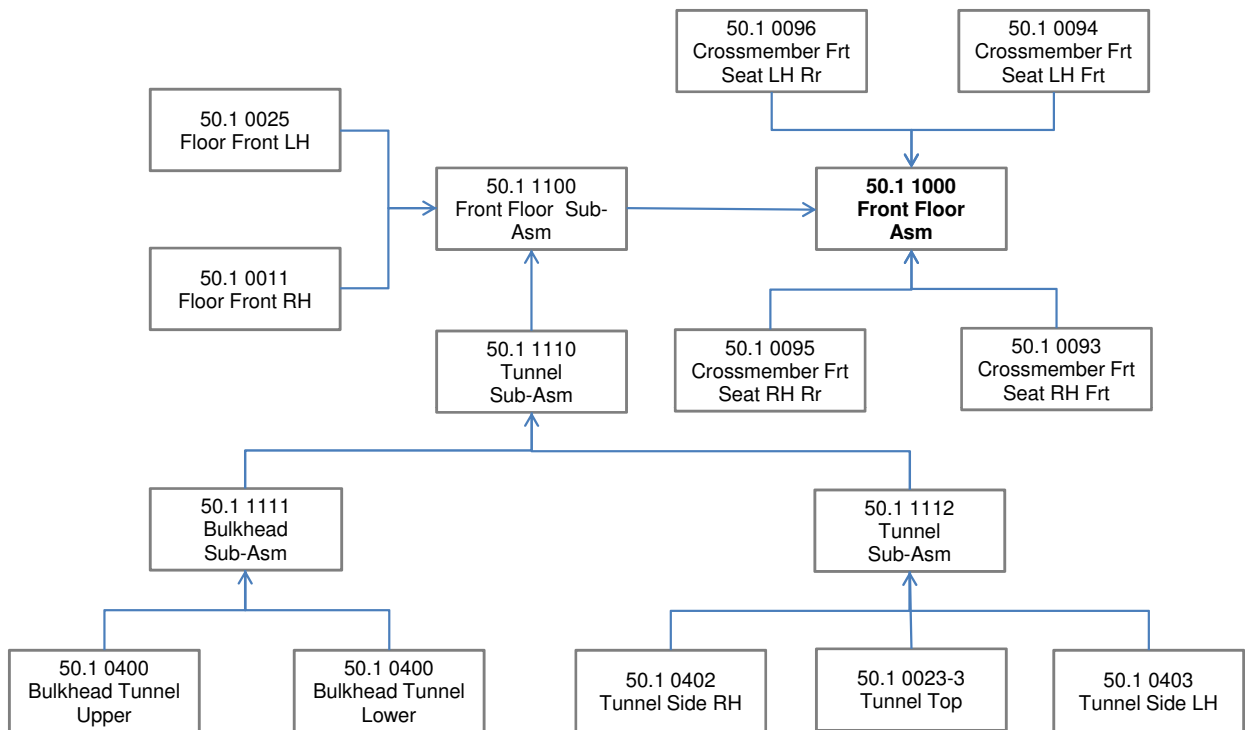 50.1 0096
Crossmember Frt
Seat LH Rr
50.1 0094
Crossmember Frt
Seat LH Frt
50.1 0025
Floor Front LH
50.1 1100
Front Floor  Sub-
Asm
50.1 1000
Front Floor
Asm
50.1 0011
Floor Front RH
50.1 1110
Tunnel
Sub-Asm
50.1 0095
Crossmember Frt
Seat RH Rr
50.1 0093
Crossmember Frt
Seat RH Frt
50.1 1111
Bulkhead
Sub-Asm
50.1 1112
Tunnel
Sub-Asm
50.1 0400
Bulkhead Tunnel
Upper
50.1 0400
Bulkhead Tunnel
Lower
50.1 0402
Tunnel Side RH
50.1 0023-3
Tunnel Top
50.1 0403
Tunnel Side LH